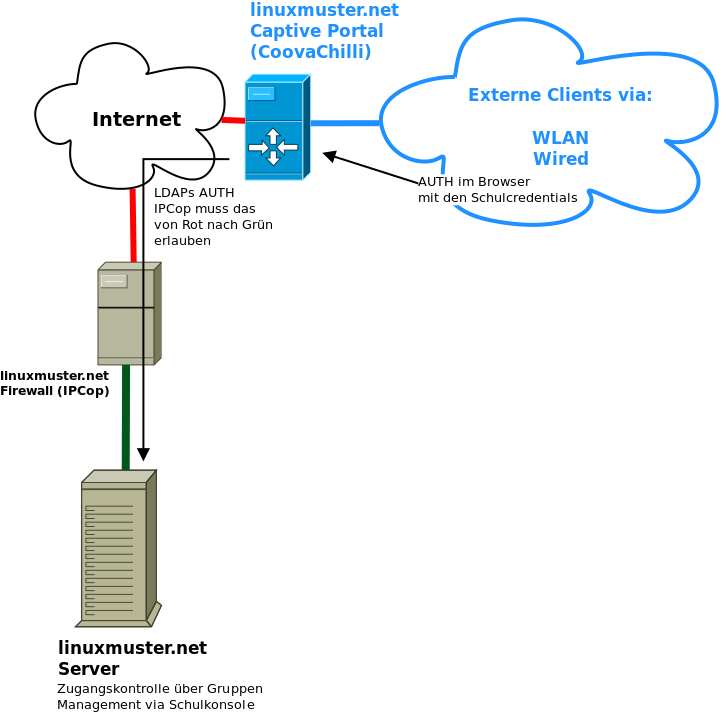 linuxmuster.net
Captive Portal
(CoovaChilli)
Internet
Externe Clients via:
WLAN
Wired
AUTH im Browser
mit den Schulcredentials
LDAPs AUTH
IPCop muss das
von Rot nach Grün
erlauben
linuxmuster.net
Firewall (IPCop)
linuxmuster.net
Server
Zugangskontrolle über Gruppen
Management via Schulkonsole